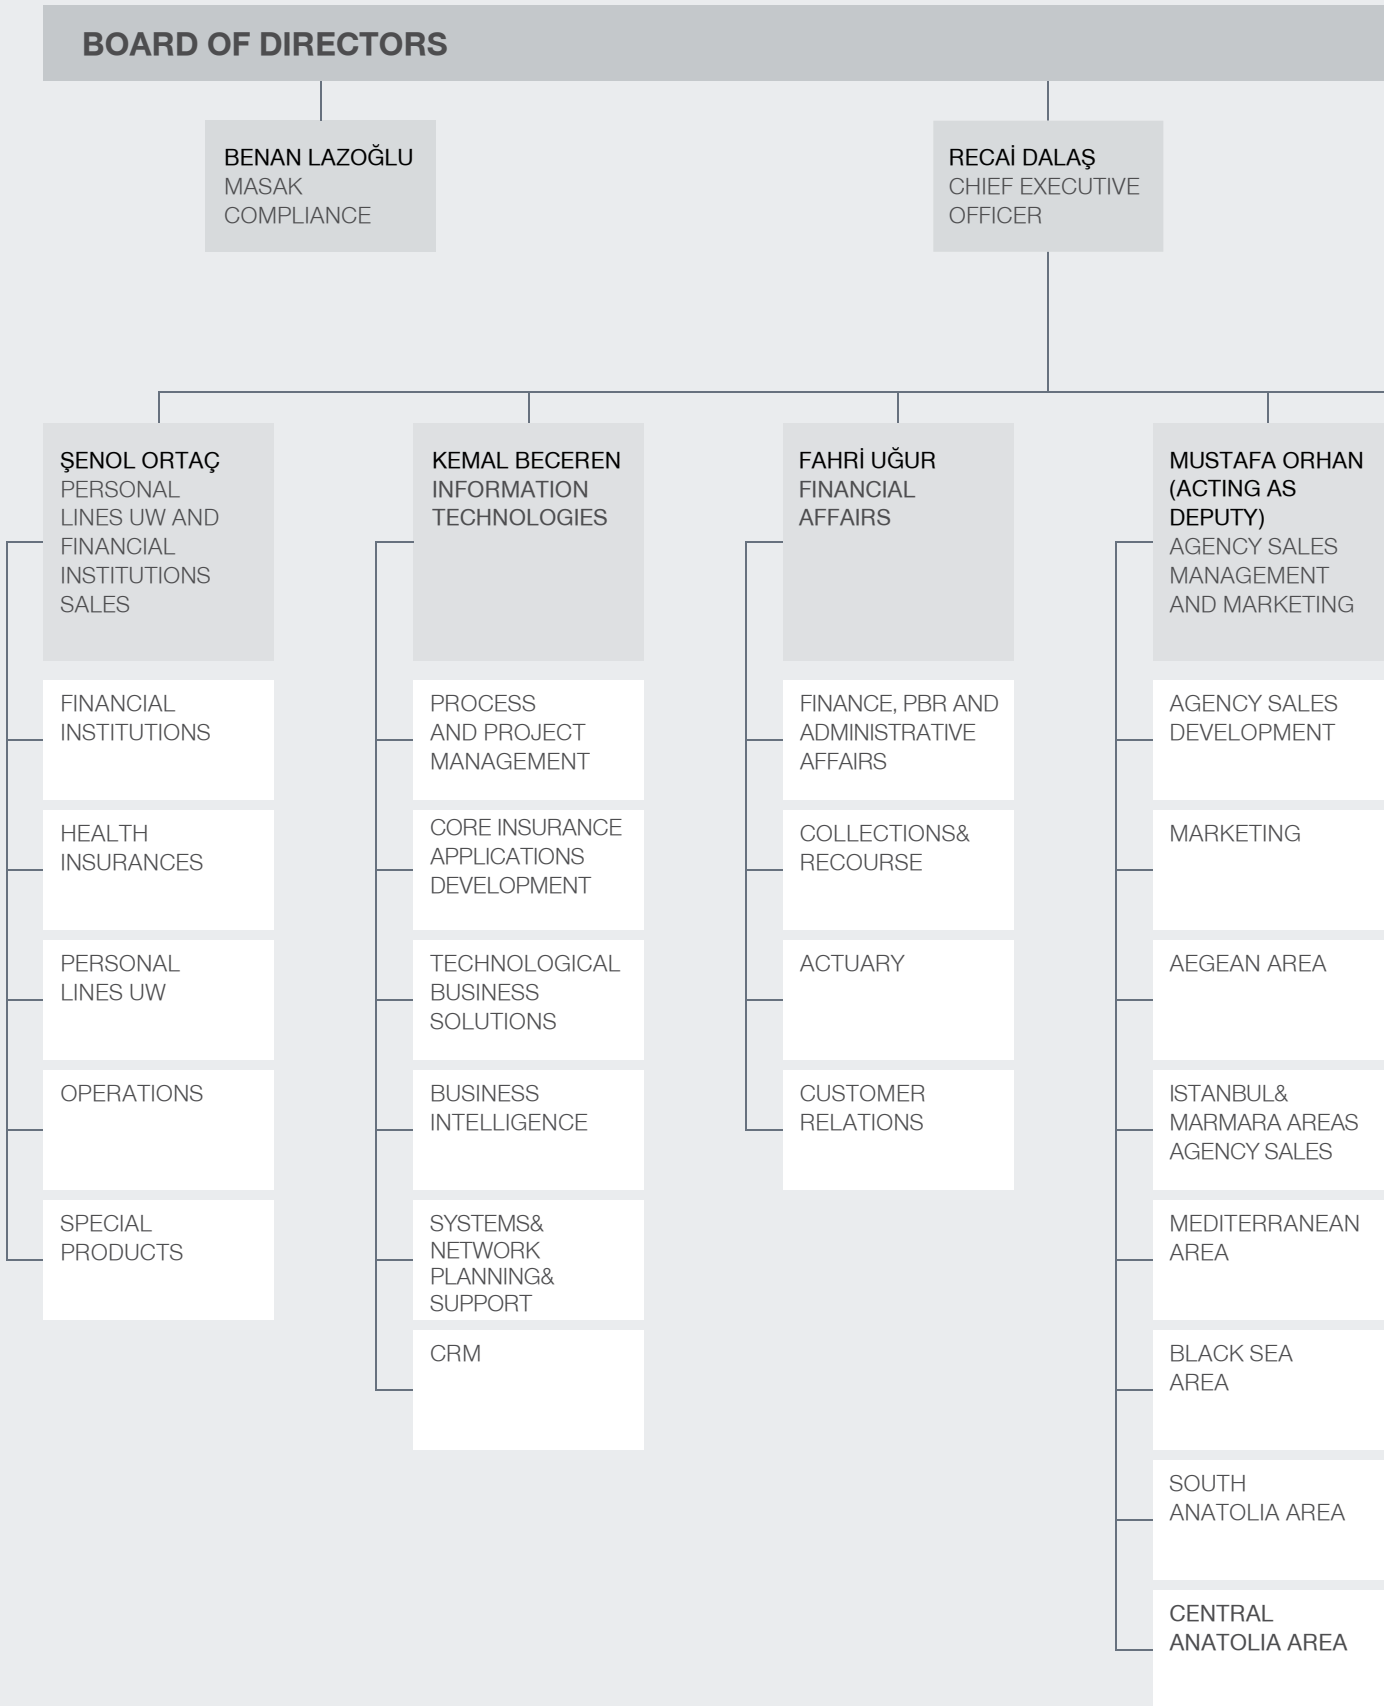 BOARD OF DIRECTORS
BENAN LAZOĞLU
MASAK
COMPLIANCE
RECAİ DALAŞ
CHIEF EXECUTIVE
OFFICER
ŞENOL ORTAÇ
PERSONAL
LINES UW AND
FINANCIAL
INSTITUTIONS
SALES
FINANCIAL
INSTITUTIONS
HEALTH
INSURANCES
PERSONAL
LINES UW
OPERATIONS
SPECIAL
PRODUCTS
KEMAL BECEREN
INFORMATION
TECHNOLOGIES
PROCESS
AND PROJECT
MANAGEMENT
CORE INSURANCE
APPLICATIONS
DEVELOPMENT
TECHNOLOGICAL
BUSINESS
SOLUTIONS
BUSINESS
INTELLIGENCE
SYSTEMS&
NETWORK
PLANNING&
SUPPORT
CRM
FAHRİ UĞUR
FINANCIAL
AFFAIRS
FINANCE, PBR AND
ADMINISTRATIVE
AFFAIRS
COLLECTIONS&
RECOURSE
ACTUARY
CUSTOMER
RELATIONS
MUSTAFA ORHAN
(ACTING AS
DEPUTY)
AGENCY SALES
MANAGEMENT
AND MARKETING
AGENCY SALES
DEVELOPMENT
MARKETING
AEGEAN AREA
ISTANBUL&
MARMARA AREAS
AGENCY SALES
MEDITERRANEAN
AREA
BLACK SEA
AREA
SOUTH
ANATOLIA AREA
CENTRAL
ANATOLIA AREA